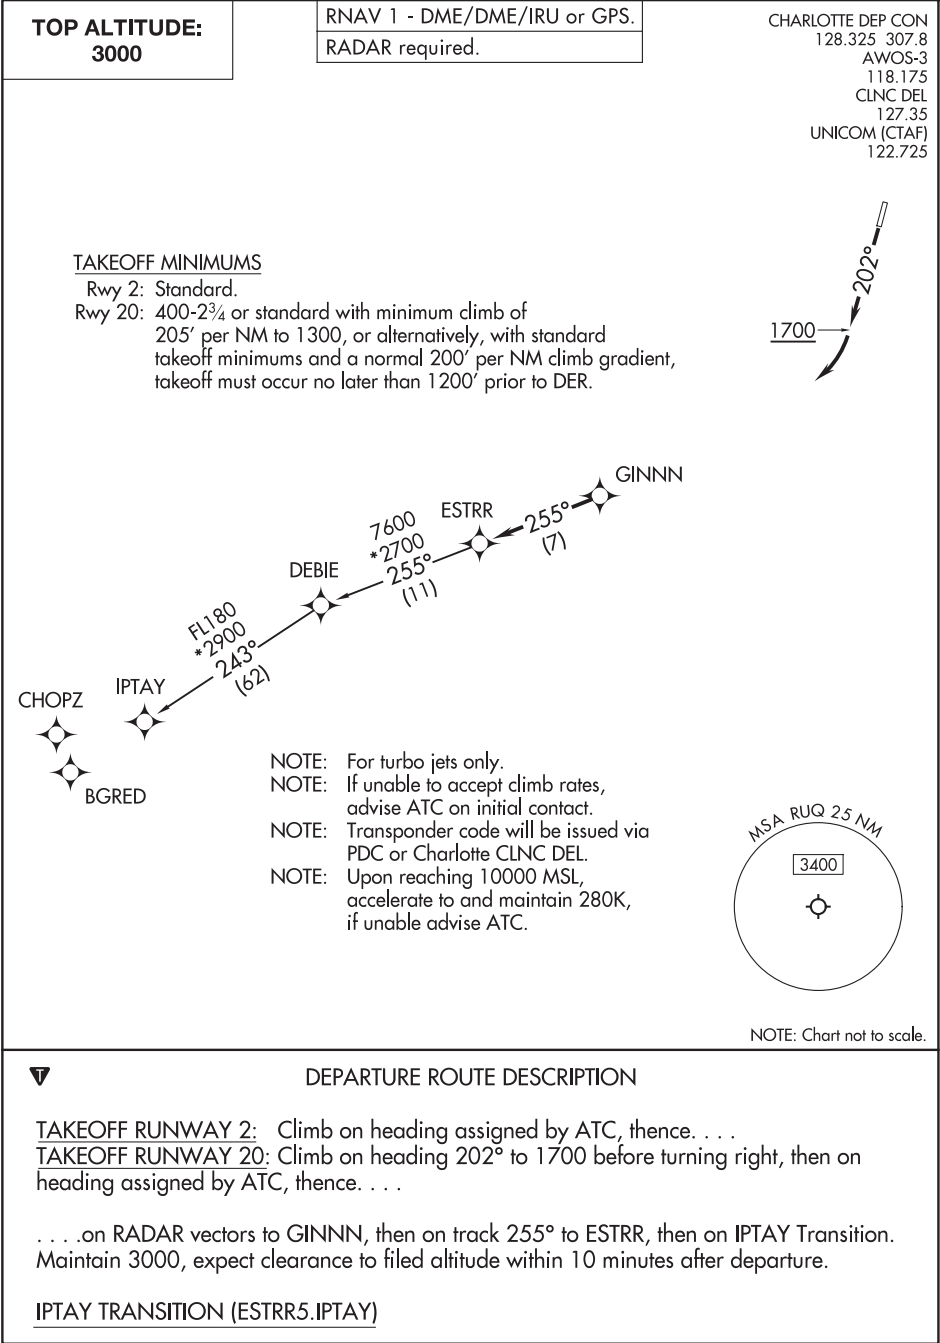 TOP ALTITUDE:
3000
RNAV 1 - DME/DME/IRU or GPS.
RADAR required.
CHARLOTTE DEP CON
128.325 307.8
AWOS-3
118.175
CLNC DEL
127.35
UNICOM (CTAF)
122.725
TAKEOFF MINIMUMS
Rwy 2: Standard.
Rwy 20: 400-2¾ or standard with minimum climb of
205′ per NM to 1300, or alternatively, with standard
takeoff minimums and a normal 200′ per NM climb gradient,
takeoff must occur no later than 1200′ prior to DER.
202°
1700
GINNN
255°
(7)
ESTRR
7600
*2700
255°
(11)
DEBIE
FL180
*2900
243°
(62)
IPTAY
CHOPZ
BGRED
NOTE: For turbo jets only.
NOTE: If unable to accept climb rates,
advise ATC on initial contact.
NOTE: Transponder code will be issued via
PDC or Charlotte CLNC DEL.
NOTE: Upon reaching 10000 MSL,
accelerate to and maintain 280K,
if unable advise ATC.
MSA RUQ 25 NM
3400
NOTE: Chart not to scale.
T
DEPARTURE ROUTE DESCRIPTION
TAKEOFF RUNWAY 2: Climb on heading assigned by ATC, thence. . . .
TAKEOFF RUNWAY 20: Climb on heading 202° to 1700 before turning right, then on
heading assigned by ATC, thence. . . .
. . . .on RADAR vectors to GINNN, then on track 255° to ESTRR, then on IPTAY Transition.
Maintain 3000, expect clearance to filed altitude within 10 minutes after departure.
IPTAY TRANSITION (ESTRR5.IPTAY)